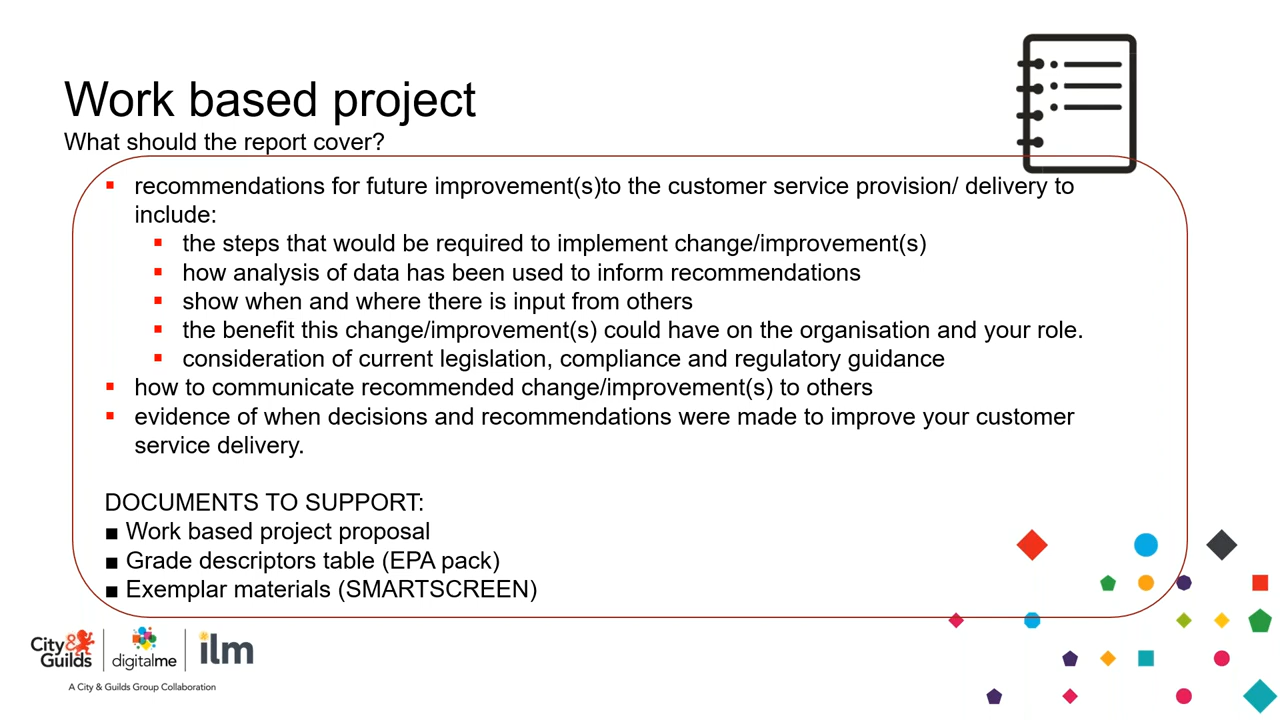 Work based project
What should the report cover?
▪ recommendations for future improvement(s)to the customer service provision/ delivery to
include:
▪ the steps that would be required to implement change/improvement(s)
▪ how analysis of data has been used to inform recommendations
▪ show when and where there is input from others
▪ the benefit this change/improvement(s) could have on the organisation and your role.
▪ consideration of current legislation, compliance and regulatory guidance
▪ how to communicate recommended change/improvement(s) to others
▪ evidence of when decisions and recommendations were made to improve your customer
service delivery.
DOCUMENTS TO SUPPORT:
■ Work based project proposal
■ Grade descriptors table (EPA pack)
■ Exemplar materials (SMARTSCREEN)
City&
Guilds
digitalme
ilm
A City & Guilds Group Collaboration